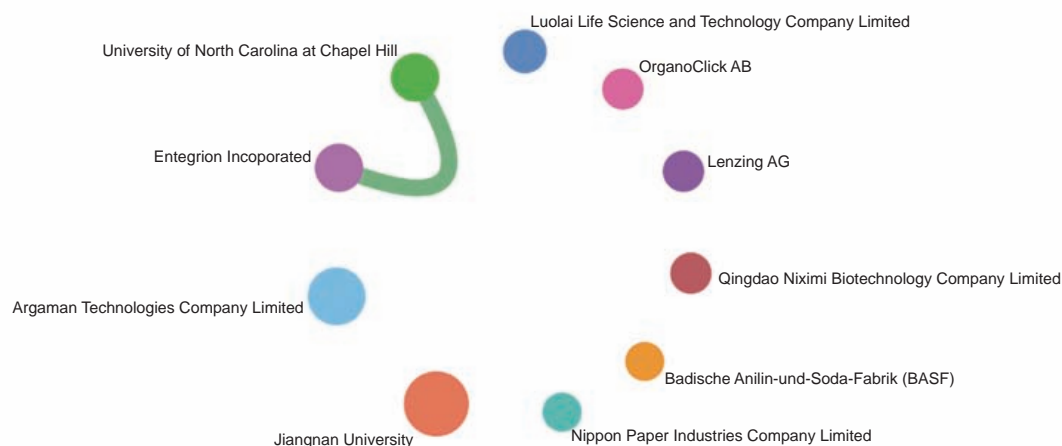 Luolai Life Science and Technology Company Limited
University of North Carolina at Chapel Hill
OrganoClick AB
Entegrion Incoporated
Lenzing AG
Qingdao Niximi Biotechnology Company Limited
Argaman Technologies Company Limited
Badische Anilin-und-Soda-Fabrik (BASF)
Jiangnan University
Nippon Paper Industries Company Limited